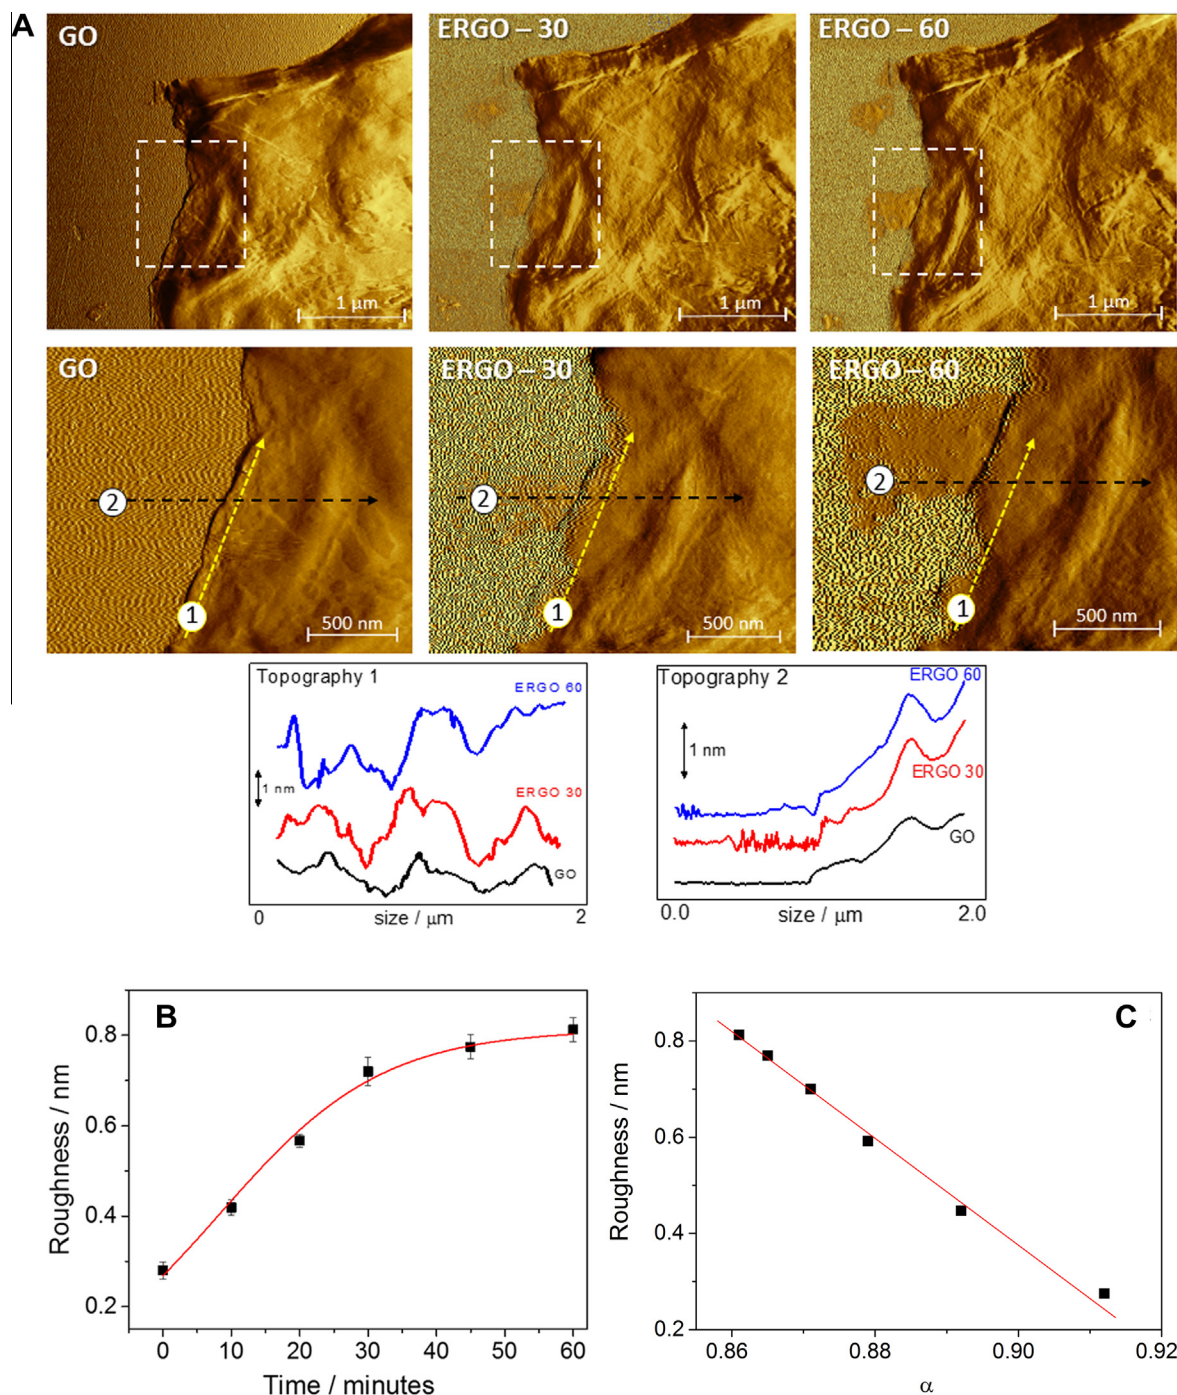 A
GO
ERGO – 30
ERGO – 60
1 µm
1 µm
1 µm
GO
ERGO – 30
ERGO – 60
2
2
2
1
1
1
500 nm
500 nm
500 nm
Topography 1
ERGO 60
1 nm
ERGO 30
GO
0
size / µm
2
Topography 2
ERGO 60
1 nm
ERGO 30
GO
0.0
size / µm
2.0
B
Roughness / nm
0.8
0.6
0.4
0.2
0 10 20 30 40 50 60
Time / minutes
C
Roughness / nm
0.8
0.6
0.4
0.2
0.86 0.88 0.90 0.92
α